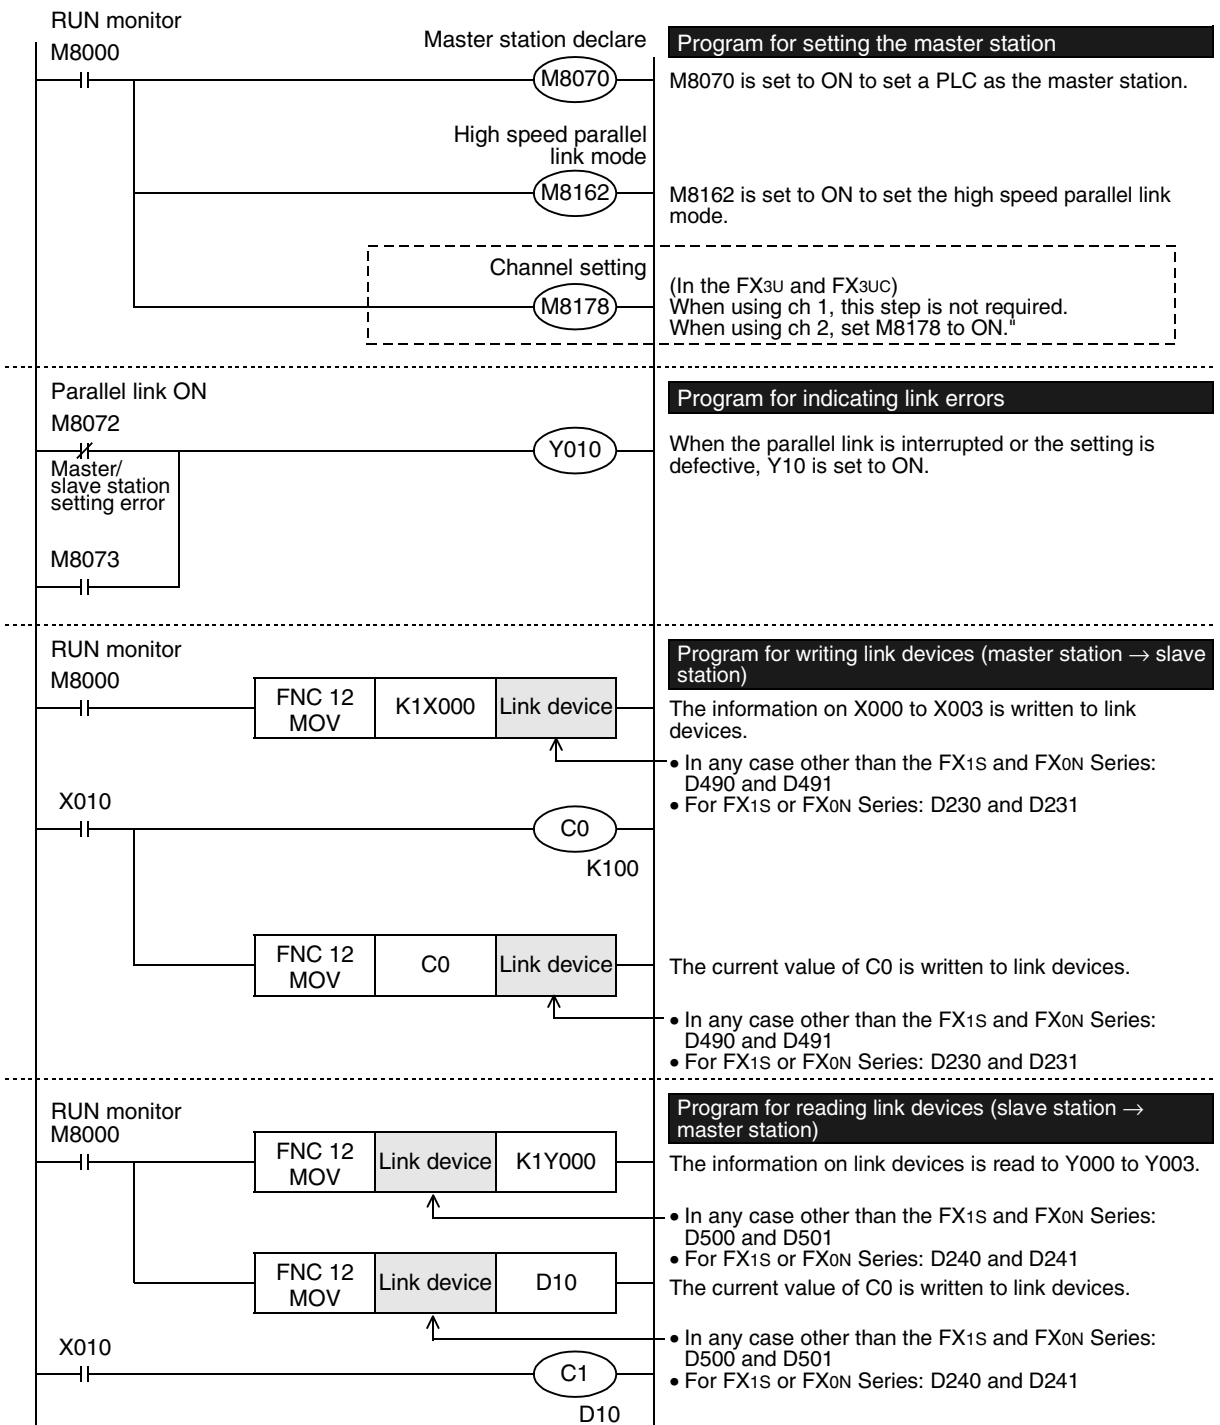 RUN monitor
M8000
Master station declare
M8070
Program for setting the master station
M8070 is set to ON to set a PLC as the master station.
High speed parallel
link mode
M8162
M8162 is set to ON to set the high speed parallel link
mode.
Channel setting
M8178
(In the FX3U and FX3UC)
When using ch 1, this step is not required.
When using ch 2, set M8178 to ON."
Parallel link ON
M8072
Master/
slave station
setting error
M8073
Y010
Program for indicating link errors
When the parallel link is interrupted or the setting is
defective, Y10 is set to ON.
RUN monitor
M8000
FNC 12
MOV
K1X000
Link device
Program for writing link devices (master station → slave
station)
The information on X000 to X003 is written to link
devices.
• In any case other than the FX1S and FX0N Series:
D490 and D491
• For FX1S or FX0N Series: D230 and D231
X010
C0
K100
FNC 12
MOV
C0
Link device
The current value of C0 is written to link devices.
• In any case other than the FX1S and FX0N Series:
D490 and D491
• For FX1S or FX0N Series: D230 and D231
RUN monitor
M8000
FNC 12
MOV
Link device
K1Y000
Program for reading link devices (slave station →
master station)
The information on link devices is read to Y000 to Y003.
• In any case other than the FX1S and FX0N Series:
D500 and D501
• For FX1S or FX0N Series: D240 and D241
FNC 12
MOV
Link device
D10
The current value of C0 is written to link devices.
• In any case other than the FX1S and FX0N Series:
D500 and D501
• For FX1S or FX0N Series: D240 and D241
X010
C1
D10